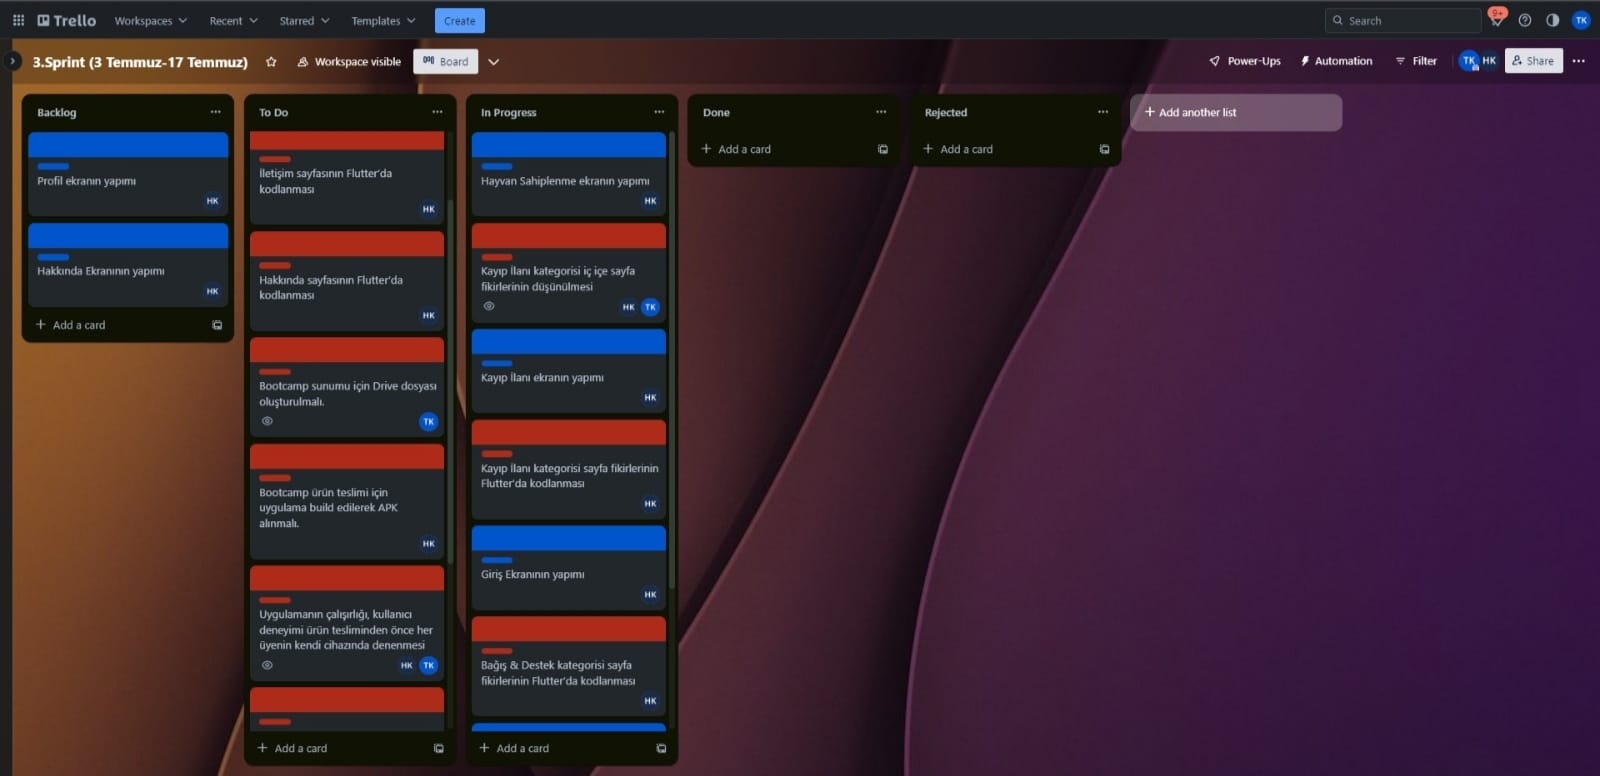 Trello
Workspaces
Recent
Starred
Templates
Create
Search
9+
TK
3.Sprint (3 Temmuz-17 Temmuz)
Workspace visible
Board
Power-Ups
Automation
Filter
TK
HK
Share
Backlog
Profil ekranın yapımı
HK
Hakkında Ekranının yapımı
HK
Add a card
To Do
İletişim sayfasının Flutter'da
kodlanması
HK
Hakkında sayfasının Flutter'da
kodlanması
HK
Bootcamp sunumu için Drive dosyası
oluşturulmalı.
TK
Bootcamp ürün teslimi için
uygulama build edilerek APK
alınmalı.
HK
Uygulamanın çalışırlığı, kullanıcı
deneyimi ürün tesliminden önce her
üyenin kendi cihazında denenmesi
HK TK
Add a card
In Progress
Hayvan Sahiplenme ekranın yapımı
HK
Kayıp İlanı kategorisi iç içe sayfa
fikirlerinin düşünülmesi
HK TK
Kayıp İlanı ekranın yapımı
HK
Kayıp İlanı kategorisi sayfa fikirlerinin
Flutter'da kodlanması
HK
Giriş Ekranının yapımı
HK
Bağış & Destek kategorisi sayfa
fikirlerinin Flutter'da kodlanması
HK
Add a card
Done
Add a card
Rejected
Add a card
Add another list